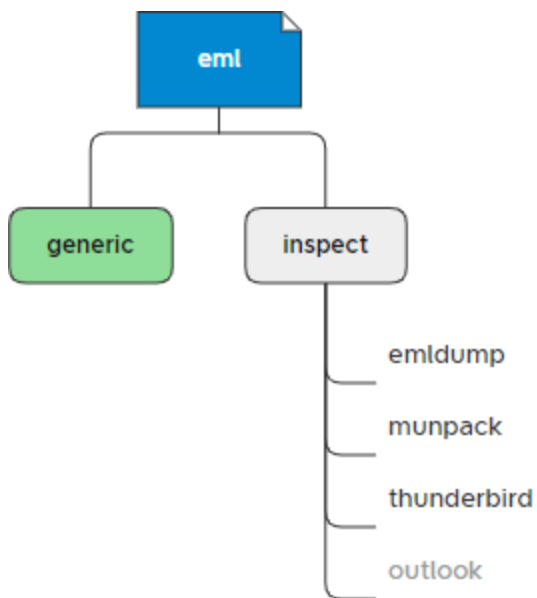 eml
generic
inspect
emldump
munpack
thunderbird
outlook